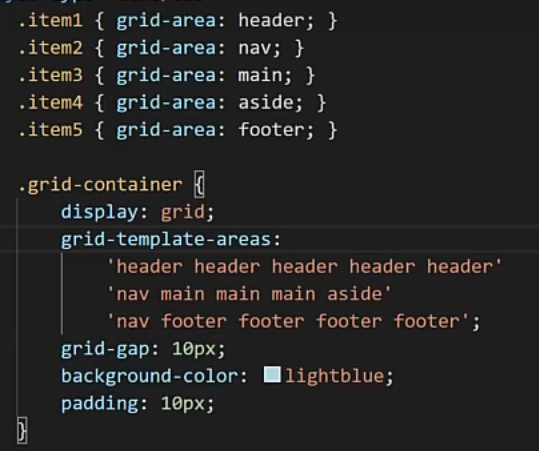 .item1 { grid-area: header; }
.item2 { grid-area: nav; }
.item3 { grid-area: main; }
.item4 { grid-area: aside; }
.item5 { grid-area: footer; }
.grid-container {
display: grid;
grid-template-areas:
'header header header header header'
'nav main main main aside'
'nav footer footer footer footer';
grid-gap: 10px;
background-color: lightblue;
padding: 10px;
}